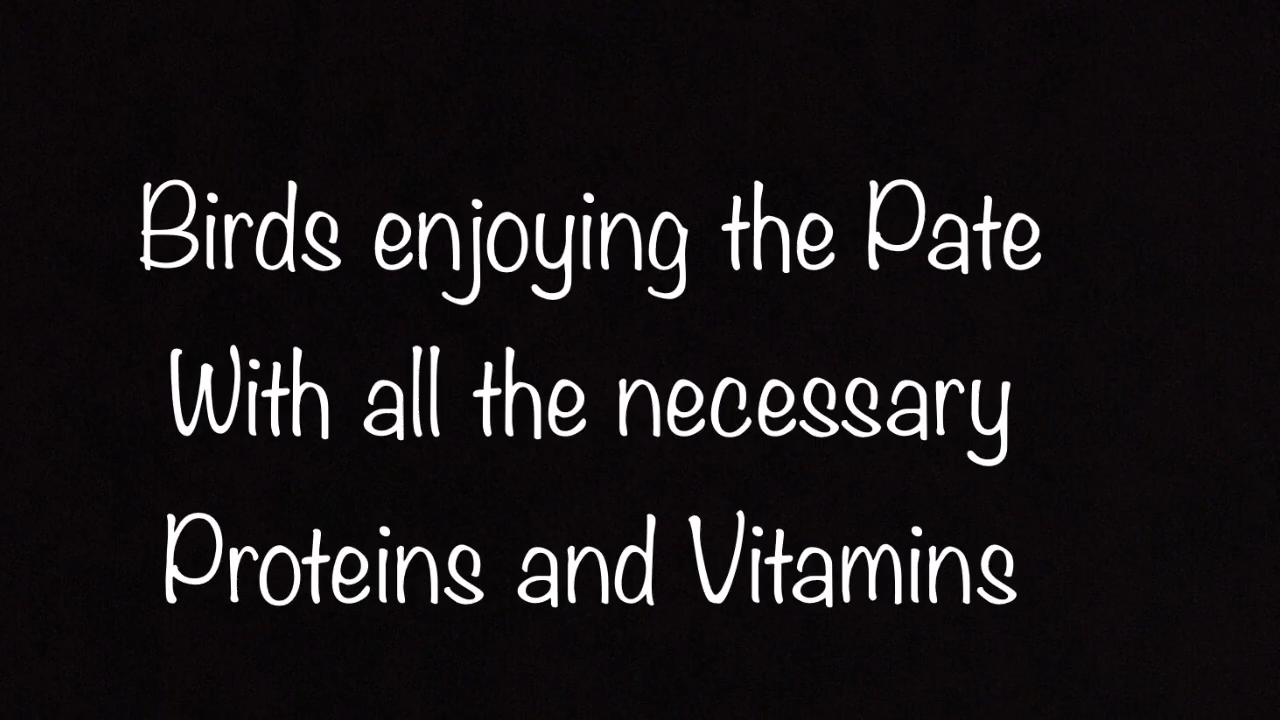 Birds enjoying the Pate
With all the necessary
Proteins and Vitamins